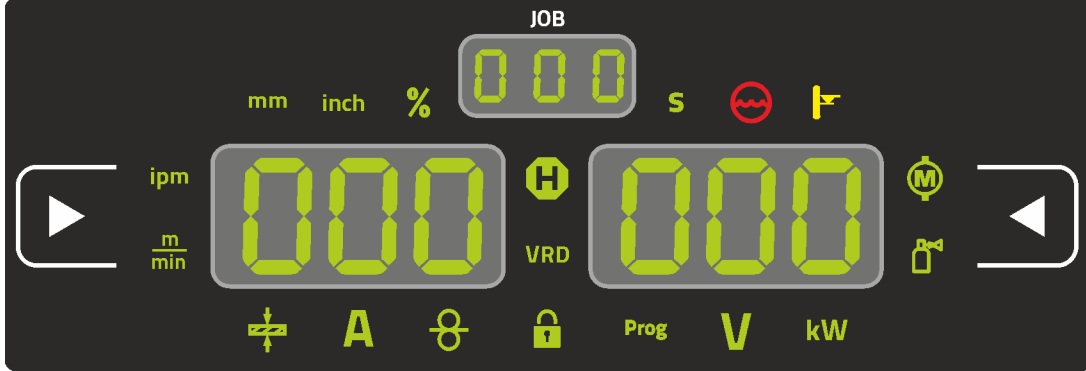 JOB
000
mm inch % s
ipm 000 H 000 M
m
min VRD
A Prog V kW